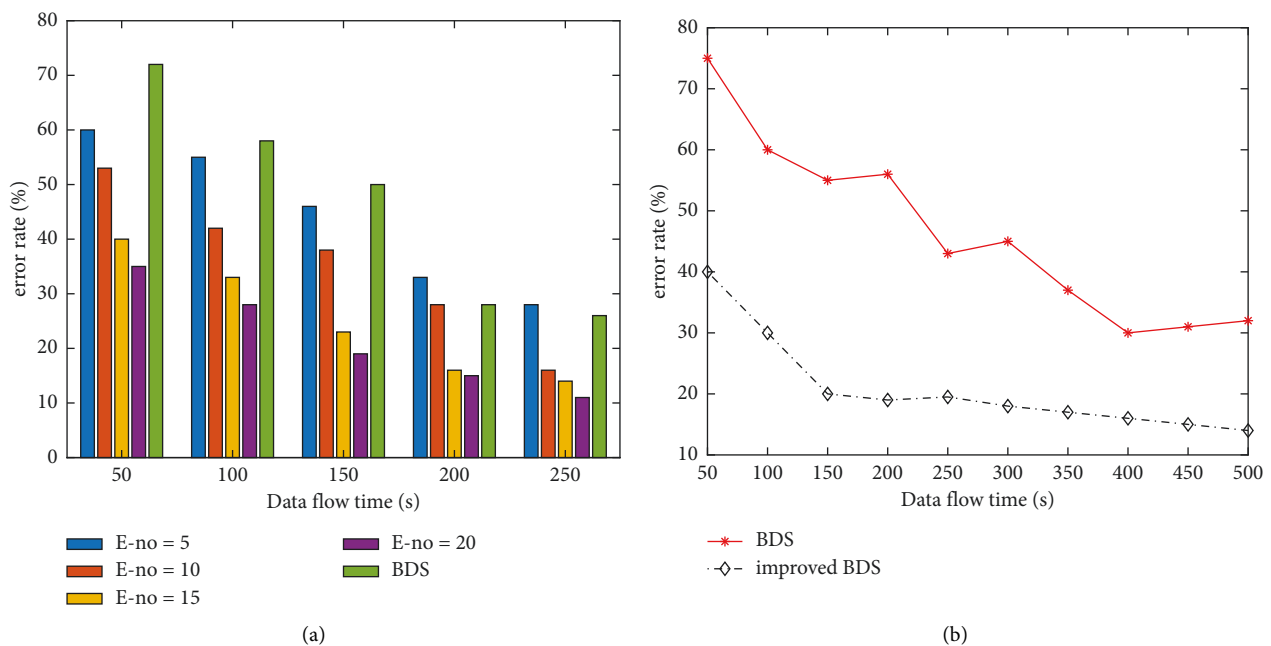 80
70
60
50
40
30
20
10
0
error rate (%)
50 100 150 200 250
Data flow time (s)
E-no = 5
E-no = 10
E-no = 15
E-no = 20
BDS
(a)
80
70
60
50
40
30
20
10
error rate (%)
50 100 150 200 250 300 350 400 450 500
Data flow time (s)
BDS
improved BDS
(b)